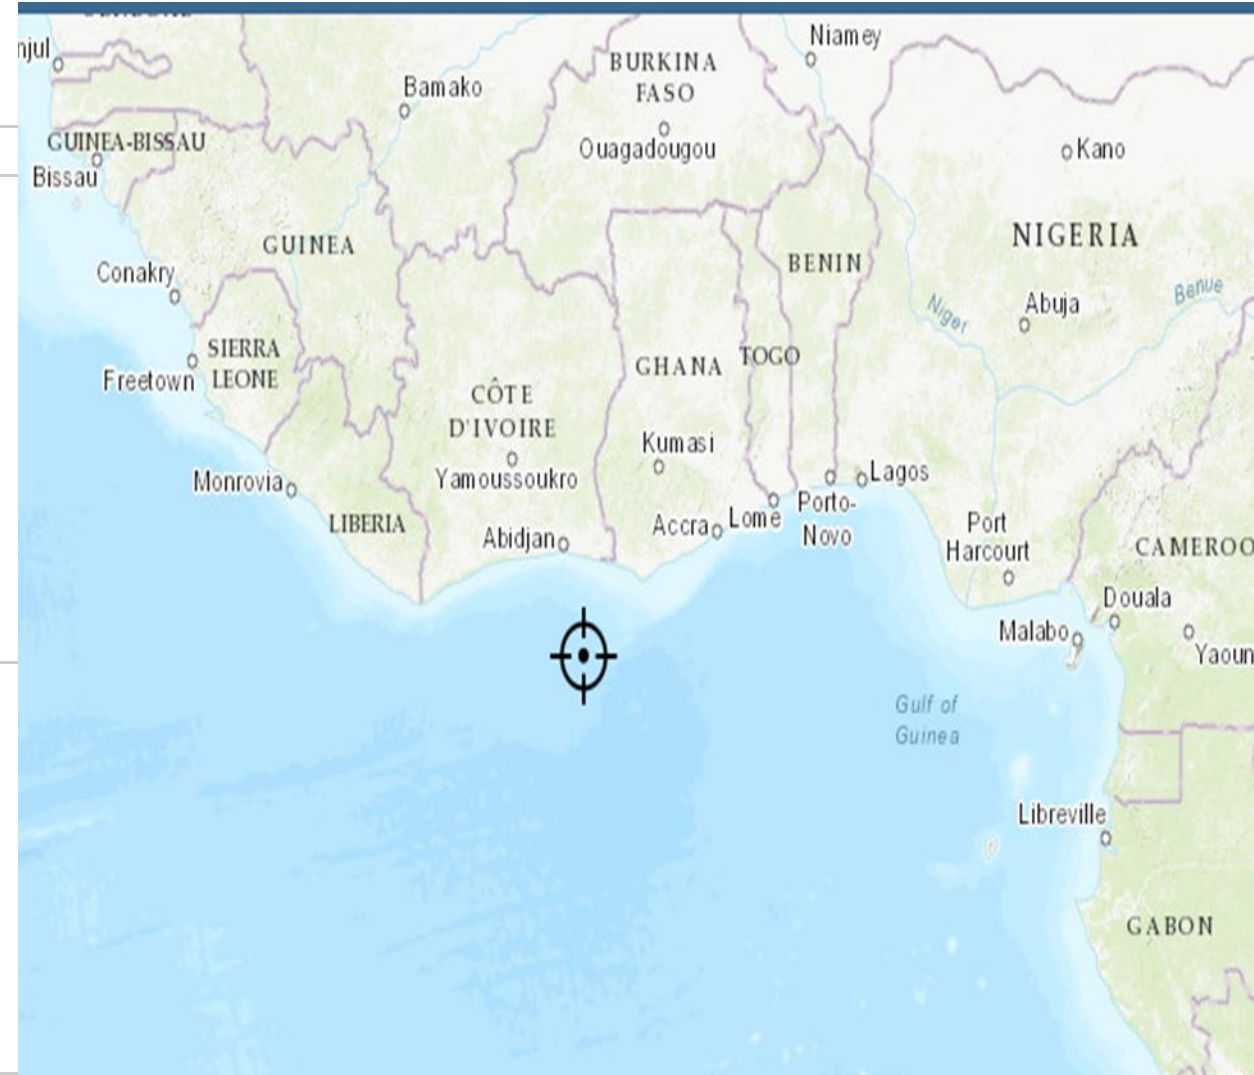 njul
Niamey
BURKINA
FASO
Bamako
Ouagadougou
Kano
GUINEA-BISSAU
Bissau
NIGERIA
GUINEA
BENIN
Conakry
Benue
Niger
Abuja
SIERRA
LEONE
TOGO
GHANA
Freetown
CÔTE
D'IVOIRE
Kumasi
Yamoussoukro
Lagos
Monrovia
Porto-
Novo
Lome
Accra
LIBERIA
Abidjan
Port
Harcourt
CAMEROO
Douala
Malabo
Yaoun
Gulf of
Guinea
Libreville
GABON